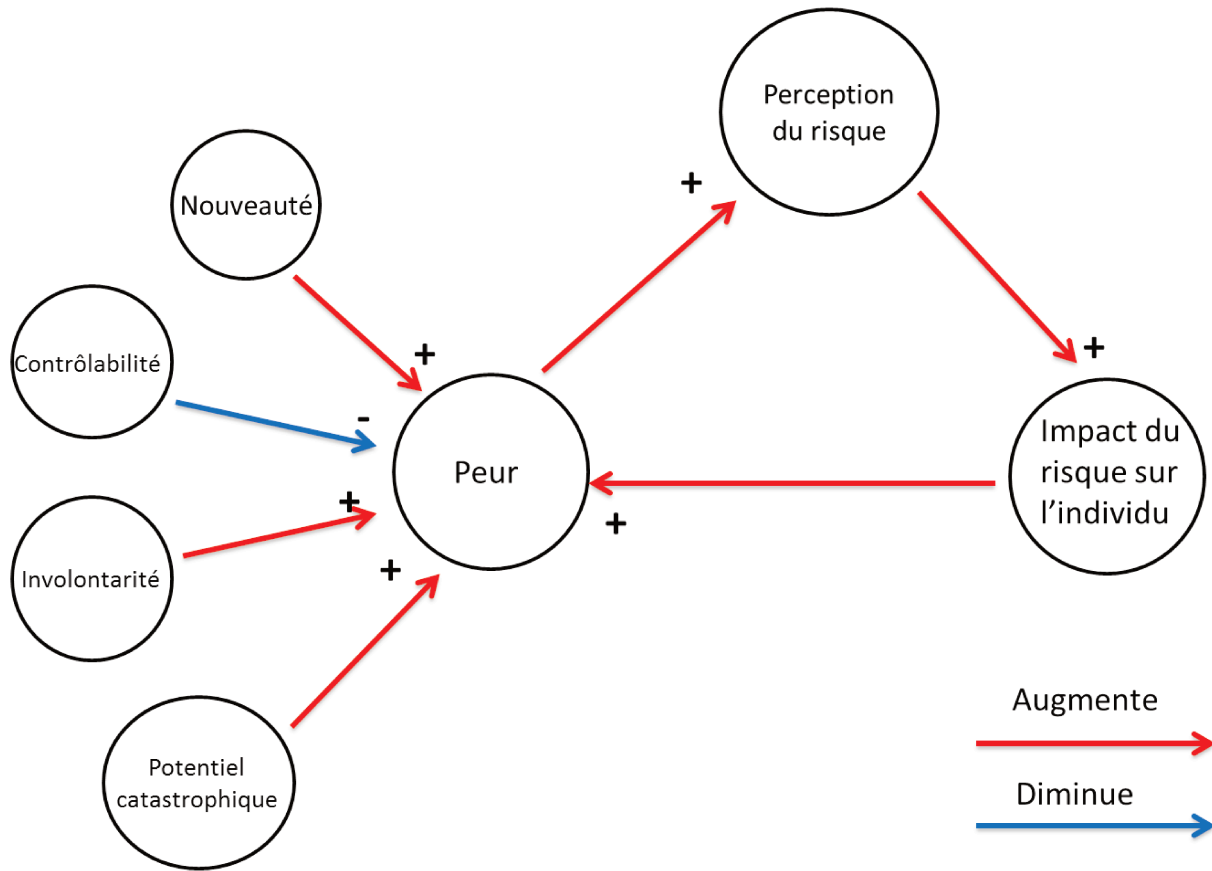 Perception
du risque
+
Nouveauté
+
Contrôlabilité
-
+
Peur
Impact du
risque sur
l'individu
+
+
Involontarité
+
Potentiel
catastrophique
Augmente
Diminue